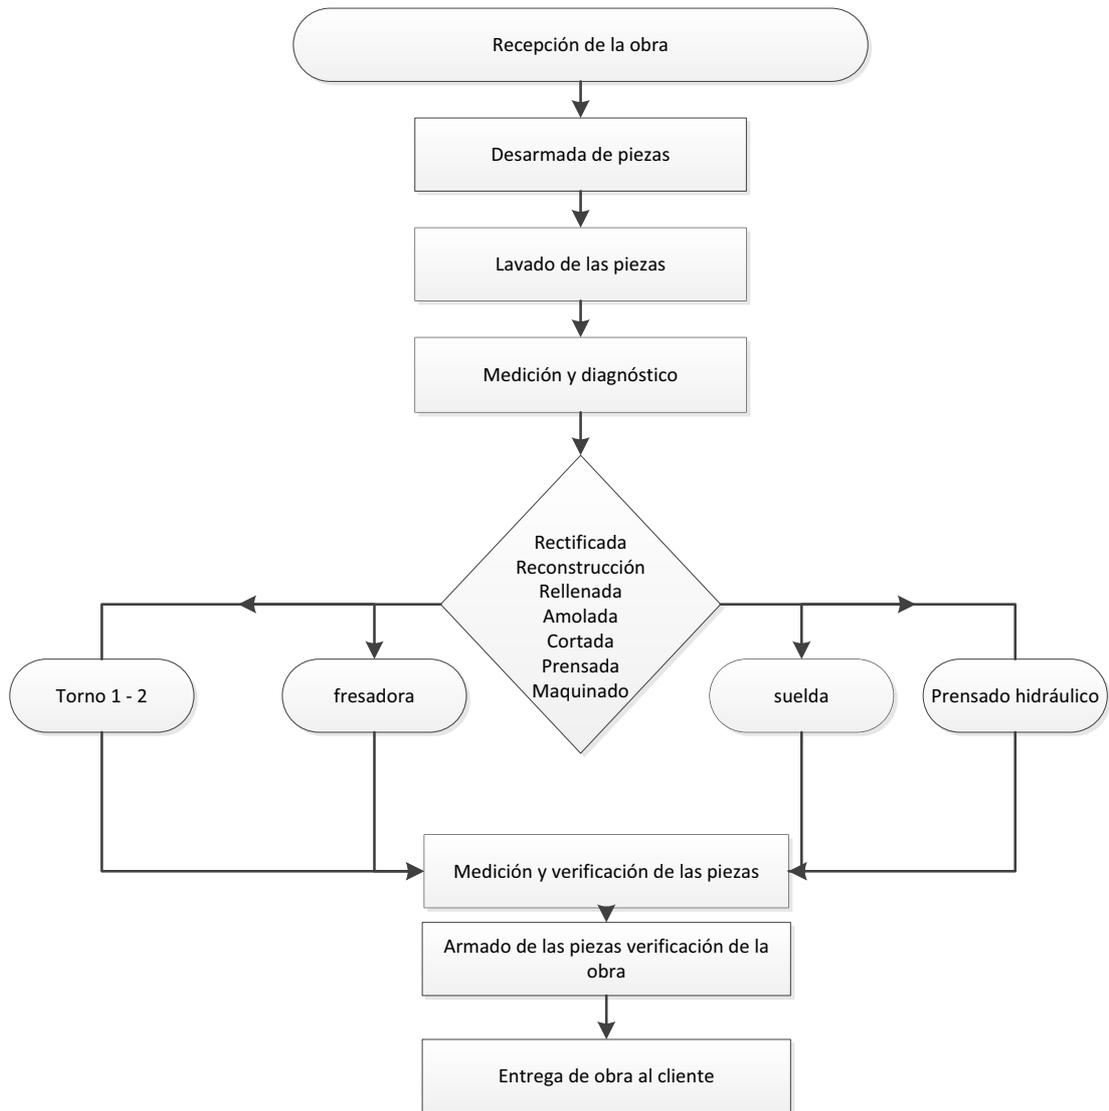 Recepción de la obra
Desarmada de piezas
Lavado de las piezas
Medición y diagnóstico
Rectificada
Reconstrucción
Rellenada
Amolada
Cortada
Prensada
Maquinado
Torno 1 - 2
fresadora
suelda
Prensado hidráulico
Medición y verificación de las piezas
Armado de las piezas verificación de la
obra
Entrega de obra al cliente